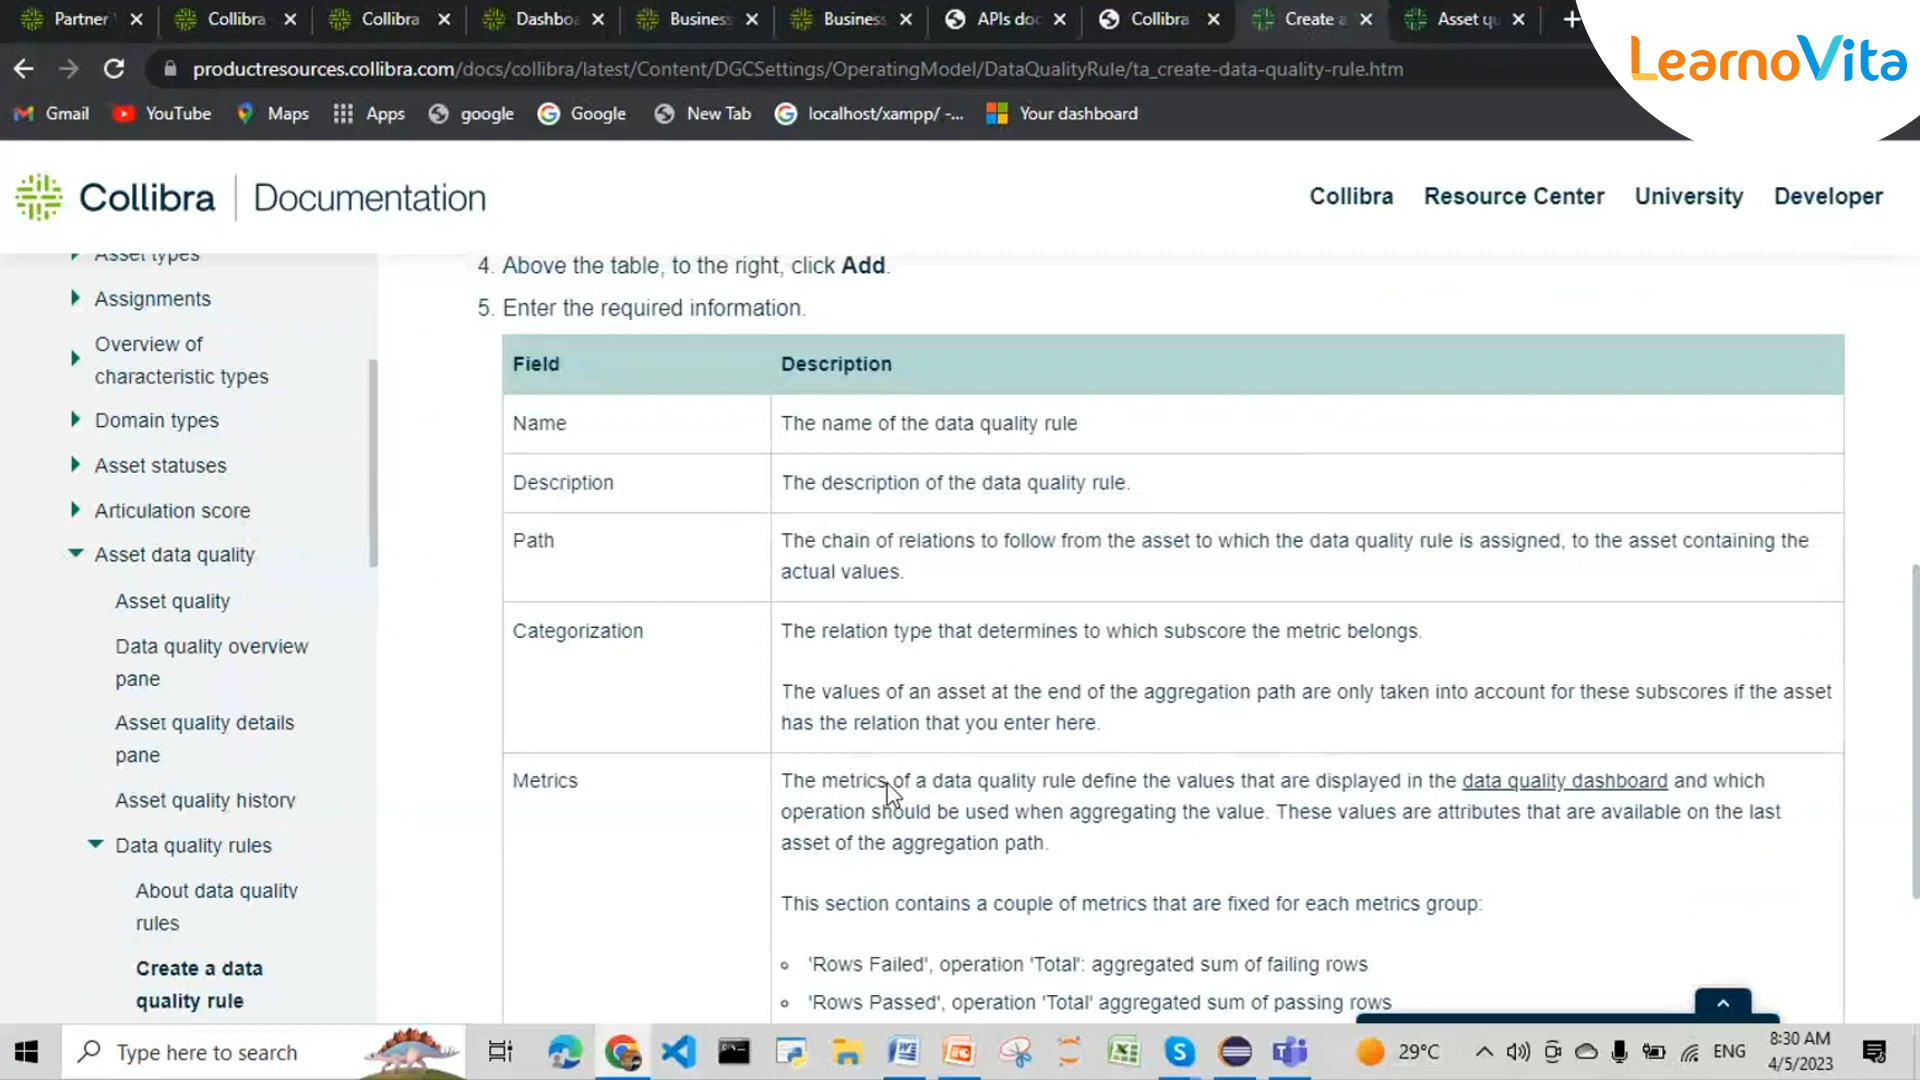 Partner
Collibra
Collibra
Dashboa
Business
Business
APIs doc
Collibra
Create a
Asset qu
LearnoVita
productresources.collibra.com/docs/collibra/latest/Content/DGCSettings/OperatingModel/DataQualityRule/ta_create-data-quality-rule.htm
Gmail
YouTube
Maps
Apps
google
Google
New Tab
localhost/xampp/ -...
Your dashboard
Collibra
Documentation
Collibra
Resource Center
University
Developer
Asset types
Assignments
Overview of
characteristic types
Domain types
Asset statuses
Articulation score
Asset data quality
Asset quality
Data quality overview
pane
Asset quality details
pane
Asset quality history
Data quality rules
About data quality
rules
Create a data
quality rule
4. Above the table, to the right, click Add.
5. Enter the required information.
Field
Description
Name
The name of the data quality rule
Description
The description of the data quality rule.
Path
The chain of relations to follow from the asset to which the data quality rule is assigned, to the asset containing the
actual values.
Categorization
The relation type that determines to which subscore the metric belongs.
The values of an asset at the end of the aggregation path are only taken into account for these subscores if the asset
has the relation that you enter here.
Metrics
The metrics of a data quality rule define the values that are displayed in the data quality dashboard and which
operation should be used when aggregating the value. These values are attributes that are available on the last
asset of the aggregation path.
This section contains a couple of metrics that are fixed for each metrics group:
'Rows Failed', operation 'Total': aggregated sum of failing rows
'Rows Passed', operation 'Total' aggregated sum of passing rows
Type here to search
29°C
ENG
8:30 AM
4/5/2023